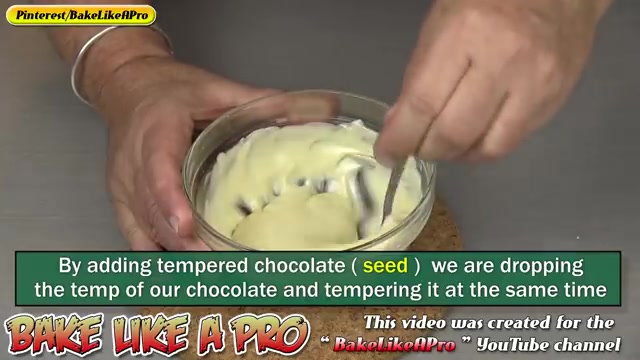 Pinterest/BakeLikeAPro
By adding tempered chocolate ( seed ) we are dropping
the temp of our chocolate and tempering it at the same time
BAKE LIKE A PRO
This video was created for the
“ BakeLikeAPro ” YouTube channel